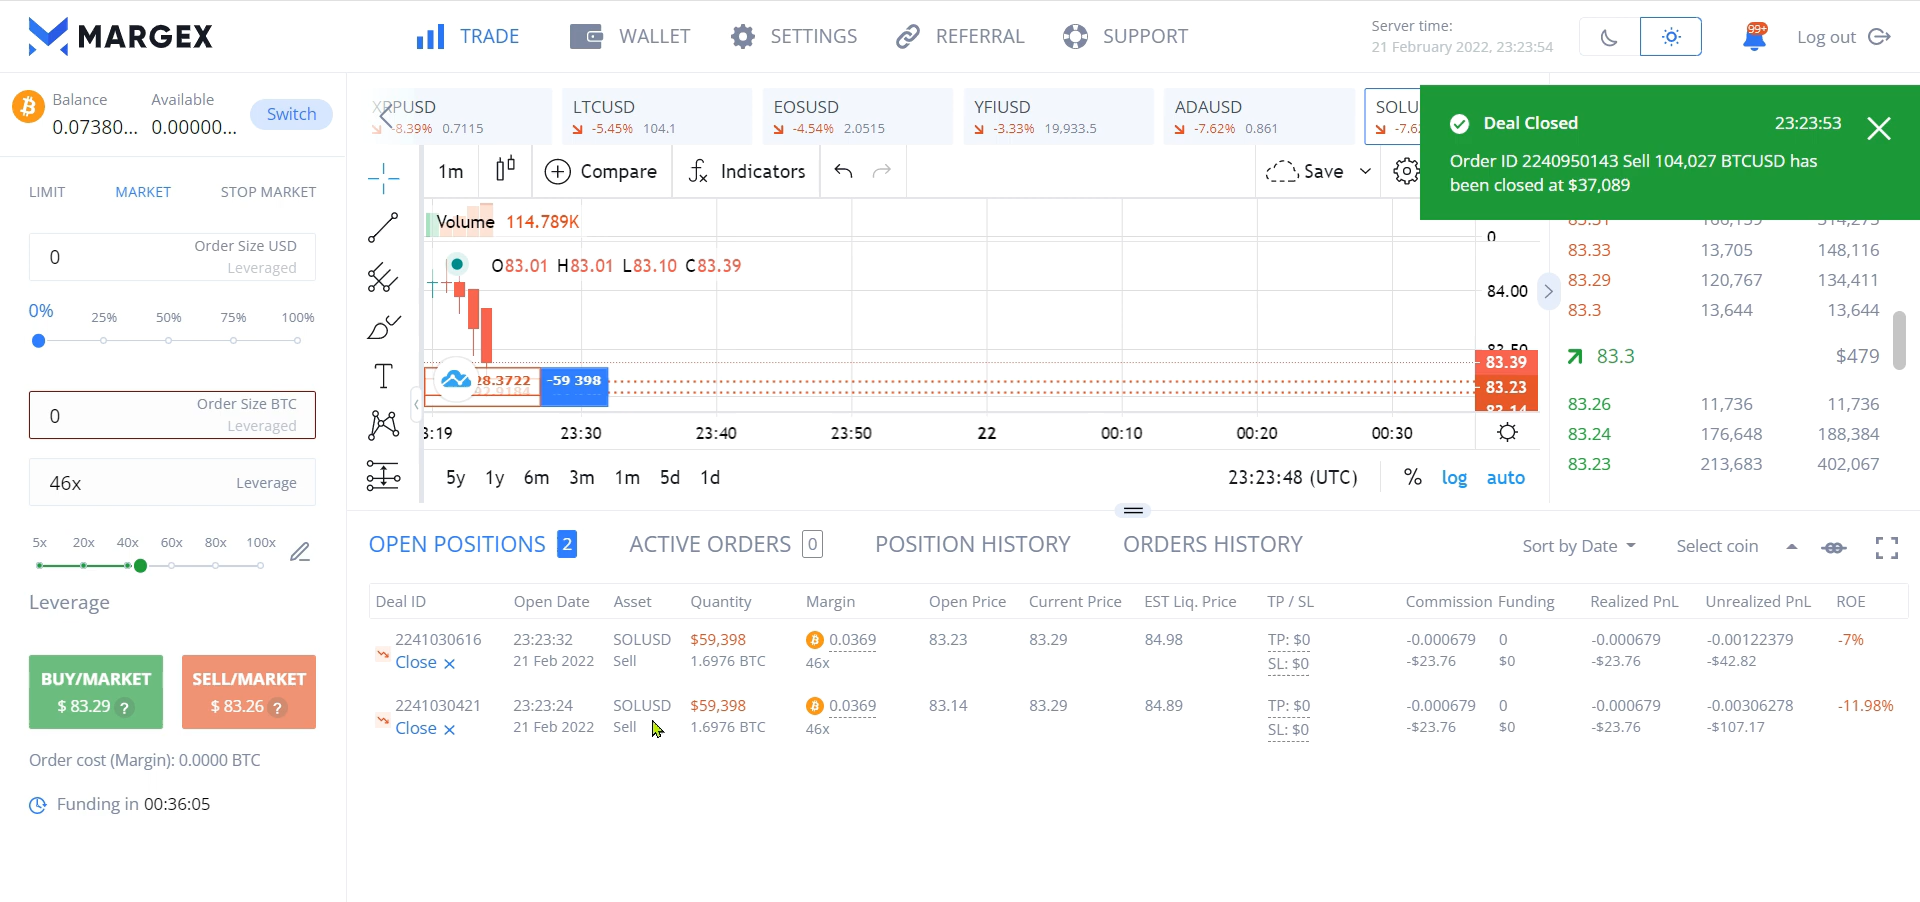 MARGEX
TRADE
WALLET
SETTINGS
REFERRAL
SUPPORT
Server time:
21 February 2022, 23:23:54
99+
Log out
Balance
0.07380...
Available
0.00000...
Switch
XRPUSD
-8.39% 0.7115
LTCUSD
-5.45% 104.1
EOSUSD
-4.54% 2.0515
YFIUSD
-3.33% 19,933.5
ADAUSD
-7.62% 0.861
SOLU
-7.62
Deal Closed
23:23:53
Order ID 2240950143 Sell 104,027 BTCUSD has
been closed at $37,089
LIMIT
MARKET
STOP MARKET
0
Order Size USD
Leveraged
0%
25%
50%
75%
100%
0
Order Size BTC
Leveraged
46x
Leverage
5x
20x
40x
60x
80x
100x
Leverage
BUY/MARKET
$ 83.29 ?
SELL/MARKET
$ 83.26 ?
Order cost (Margin): 0.0000 BTC
Funding in 00:36:05
1m
Compare
Indicators
Save
Volume 114.789K
O83.01 H83.01 L83.10 C83.39
28.3722
-59 398
0
84.00
83.50
83.39
83.23
83.14
3:19
23:30
23:40
23:50
22
00:10
00:20
00:30
5y
1y
6m
3m
1m
5d
1d
23:23:48 (UTC)
%
log
auto
83.33 13,705 148,116
83.29 120,767 134,411
83.3 13,644 13,644
83.3 $479
83.26 11,736 11,736
83.24 176,648 188,384
83.23 213,683 402,067
OPEN POSITIONS 2
ACTIVE ORDERS 0
POSITION HISTORY
ORDERS HISTORY
Sort by Date
Select coin
Deal ID Open Date Asset Quantity Margin Open Price Current Price EST Liq. Price TP / SL Commission Funding Realized PnL Unrealized PnL ROE
2241030616 23:23:32 SOLUSD $59,398 0.0369 83.23 83.29 84.98 TP: $0 -0.000679 0 -0.000679 -0.00122379 -7%
Close × 21 Feb 2022 Sell 1.6976 BTC 46x SL: $0 -$23.76 $0 -$23.76 -$42.82
2241030421 23:23:24 SOLUSD $59,398 0.0369 83.14 83.29 84.89 TP: $0 -0.000679 0 -0.000679 -0.00306278 -11.98%
Close × 21 Feb 2022 Sell 1.6976 BTC 46x SL: $0 -$23.76 $0 -$23.76 -$107.17